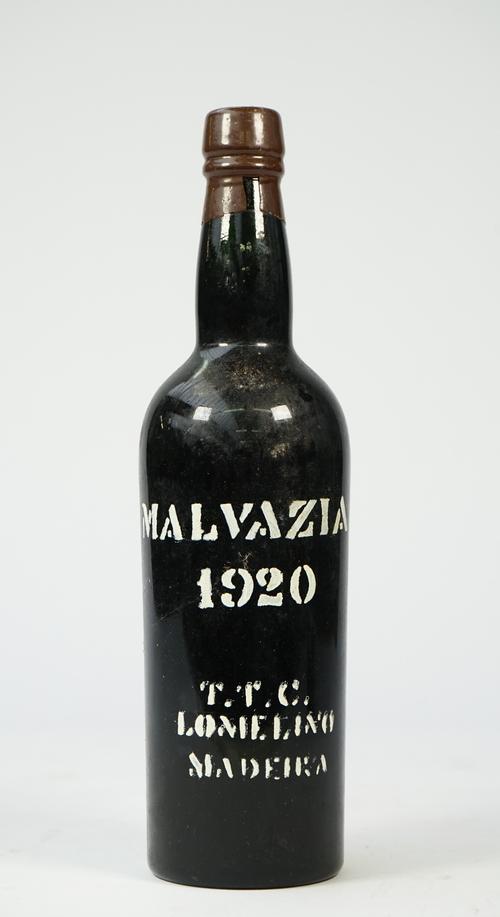 MALVAZIA
1920
T.T.C.
LOMELINO
MADEIRA